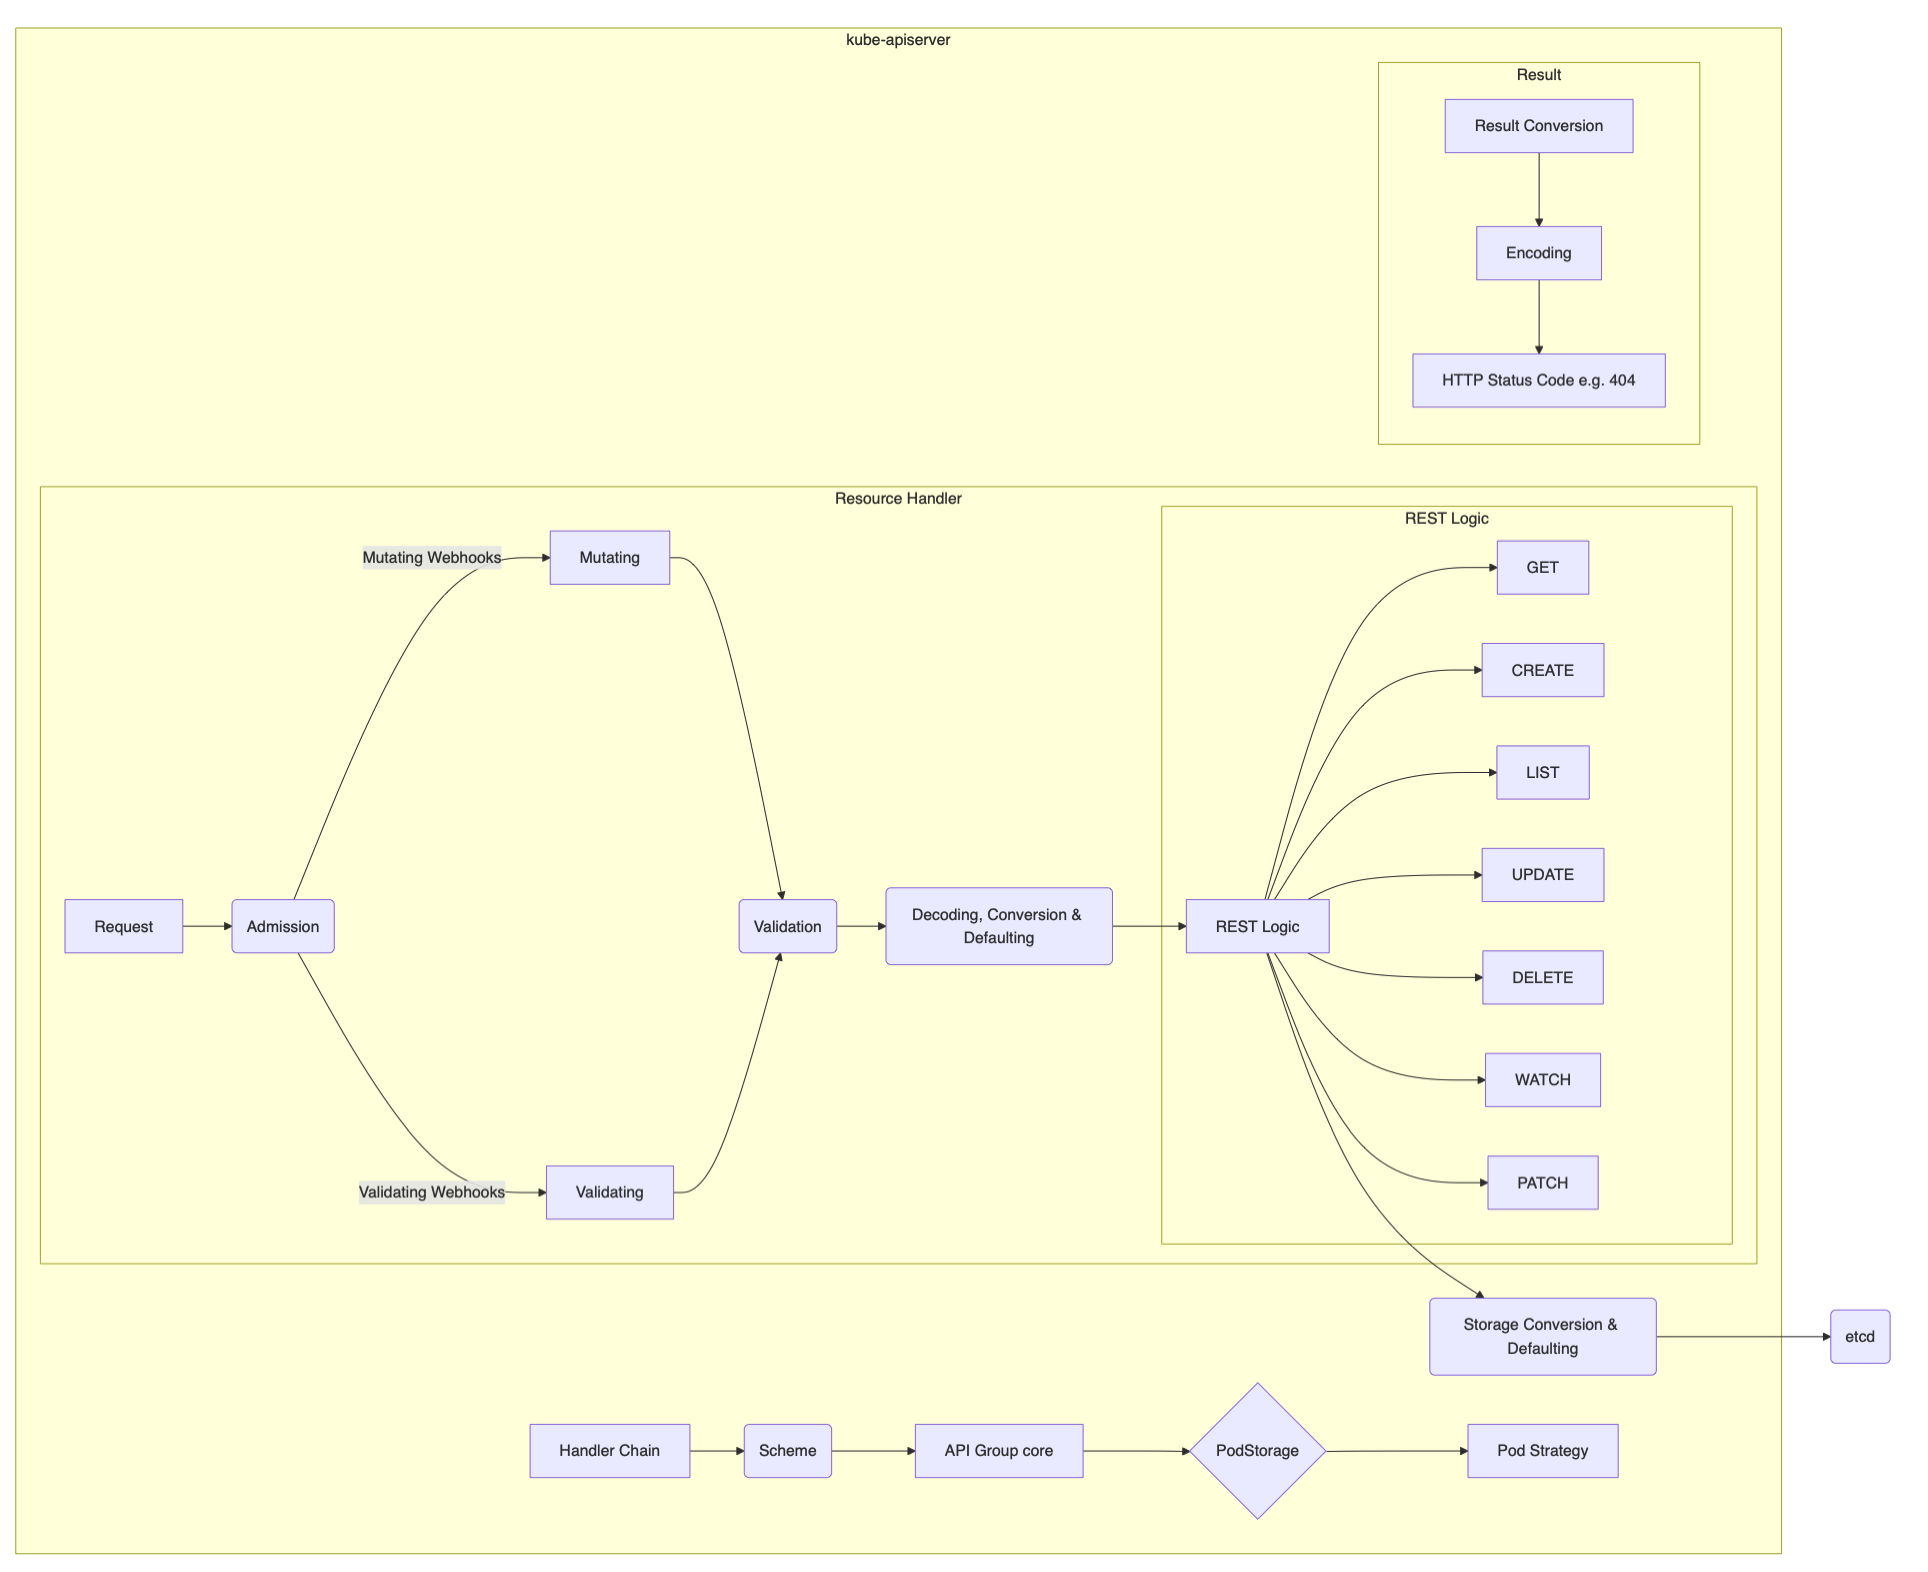 kube-apiserver
Result
Result Conversion
Encoding
HTTP Status Code e.g. 404
Resource Handler
REST Logic
Mutating Webhooks
Mutating
GET
CREATE
LIST
UPDATE
Request
Admission
Validation
Decoding, Conversion &
Defaulting
REST Logic
DELETE
WATCH
PATCH
Validating Webhooks
Validating
Storage Conversion &
Defaulting
etcd
Handler Chain
Scheme
API Group core
PodStorage
Pod Strategy